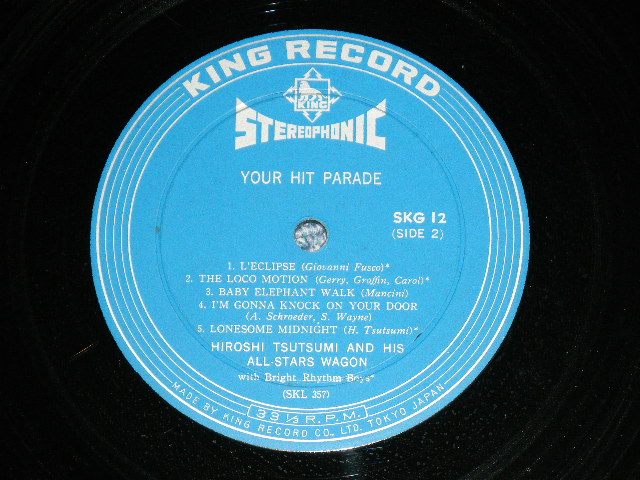 KING RECORD
KING
STEREOPHONIC
YOUR HIT PARADE
SKG 12
(SIDE 2)
1. L'ECLIPSE (Giovanni Fusco)*
2. THE LOCO MOTION (Gerry, Groffin, Carol)*
3. BABY ELEPHANT WALK (Mancini)
4. I'M GONNA KNOCK ON YOUR DOOR
(A. Schroeder, S. Wayne)
5. LONESOME MIDNIGHT (H. Tsutsumi)*
HIROSHI TSUTSUMI AND HIS
ALL-STARS WAGON
with Bright Rhythm Boys*
(SKL 357)
33 1/3 R.P.M.
MADE BY KING RECORD CO., LTD. TOKYO JAPAN